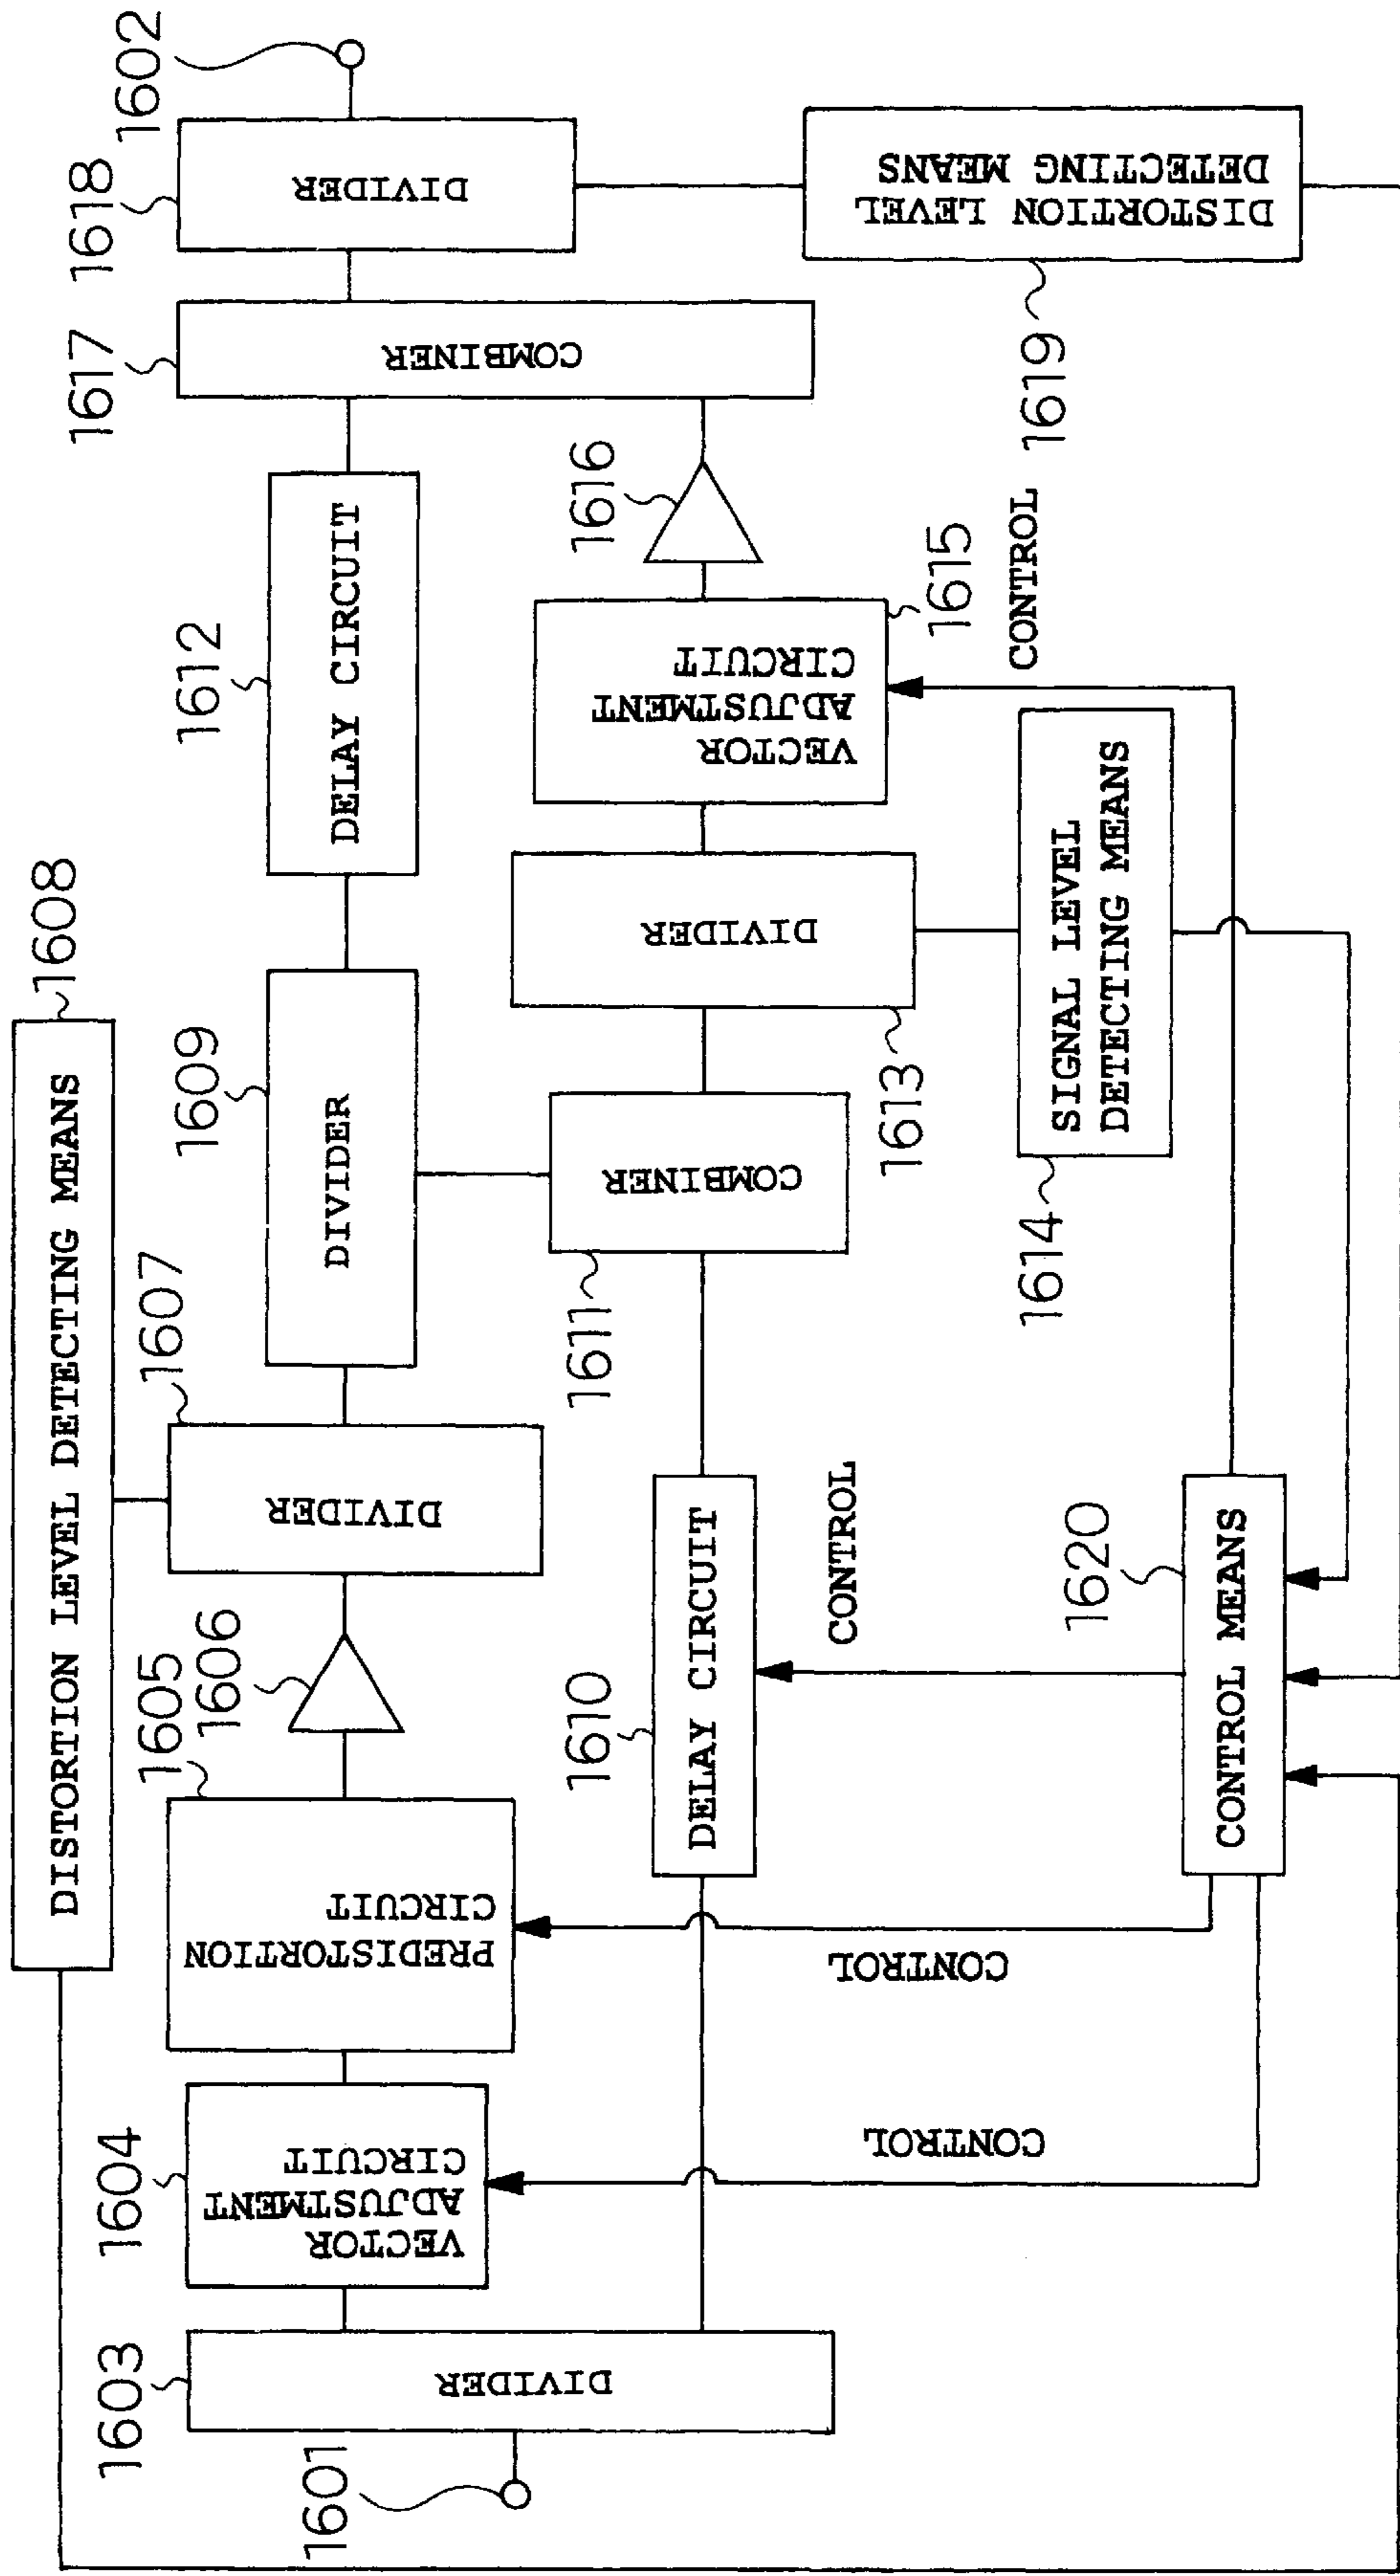 DISTORTION LEVEL DETECTING MEANS
1608
1601
1603
DIVIDER
1604
VECTOR
ADJUSTMENT
CIRCUIT
1605
PREDISTORTION
CIRCUIT
1606
1607
DIVIDER
1609
DIVIDER
1612
DELAY CIRCUIT
1617
COMBINER
1618
DIVIDER
1602
1610
DELAY CIRCUIT
1611
COMBINER
1613
DIVIDER
1615
VECTOR
ADJUSTMENT
CIRCUIT
1616
1614
SIGNAL LEVEL
DETECTING MEANS
1619
DISTORTION LEVEL
DETECTING MEANS
CONTROL
CONTROL
CONTROL
CONTROL
1620
CONTROL MEANS